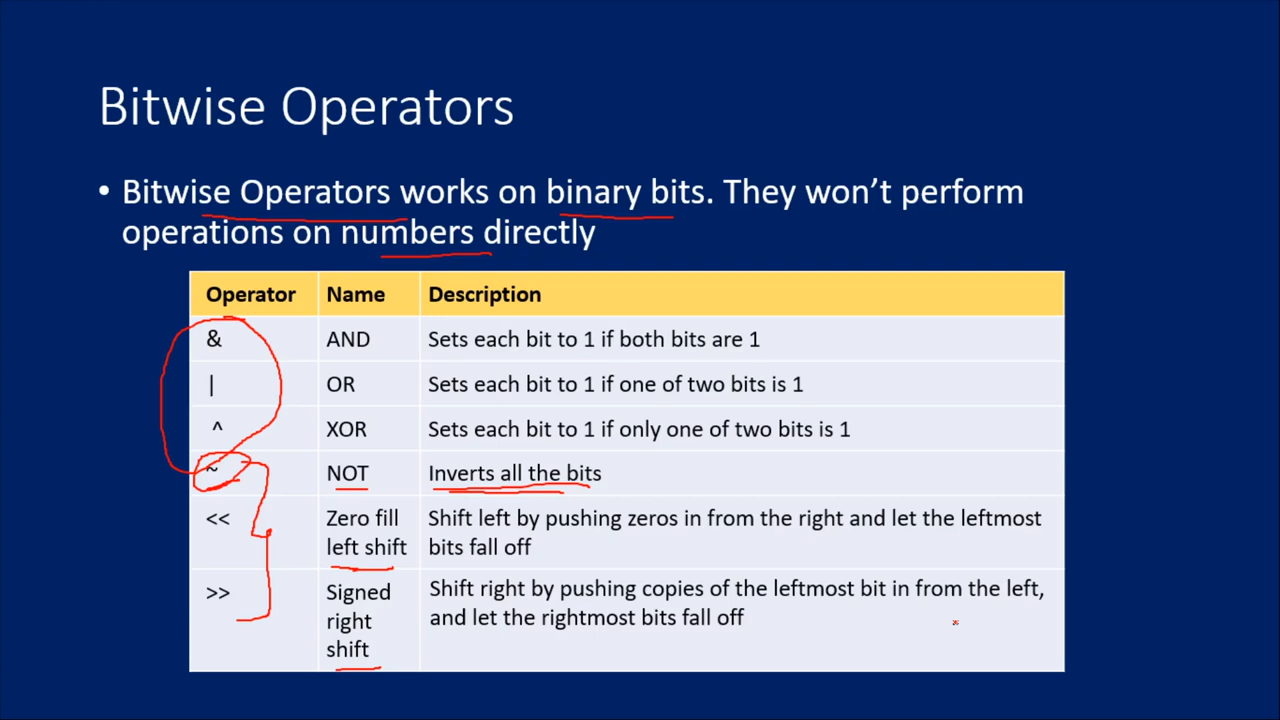 Bitwise Operators
• Bitwise Operators works on binary bits. They won’t perform
operations on numbers directly
Operator Name Description
& AND Sets each bit to 1 if both bits are 1
| OR Sets each bit to 1 if one of two bits is 1
^ XOR Sets each bit to 1 if only one of two bits is 1
~ NOT Inverts all the bits
<< Zero fill Shift left by pushing zeros in from the right and let the leftmost
left shift bits fall off
>> Signed Shift right by pushing copies of the leftmost bit in from the left,
right and let the rightmost bits fall off
shift